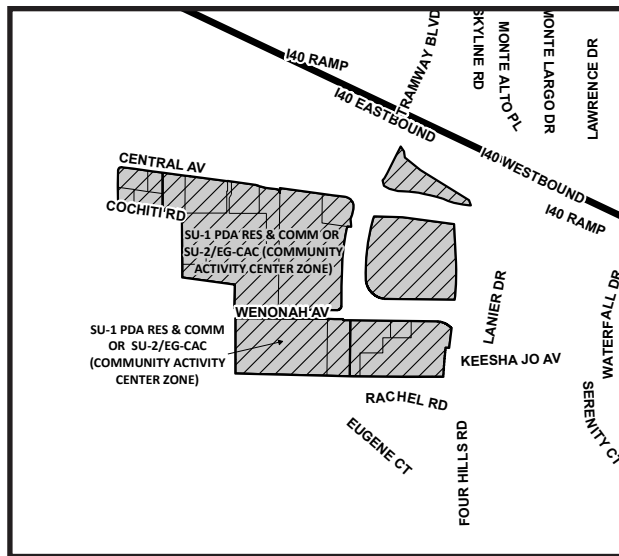 I40 RAMP
TRAMWAY BLVD
SKYLINE RD
MONTE ALTO PL
MONTE LARGO DR
LAWRENCE DR
I40 EASTBOUND
I40 WESTBOUND
I40 RAMP
CENTRAL AV
COCHITI RD
SU-1 PDA RES & COMM OR
SU-2/EG-CAC (COMMUNITY
ACTIVITY CENTER ZONE)
WENONAH AV
SU-1 PDA RES & COMM
OR SU-2/EG-CAC
(COMMUNITY ACTIVITY
CENTER ZONE)
LANIER DR
KEESHA JO AV
WATERFALL DR
SERENITY CT
RACHEL RD
EUGENE CT
FOUR HILLS RD